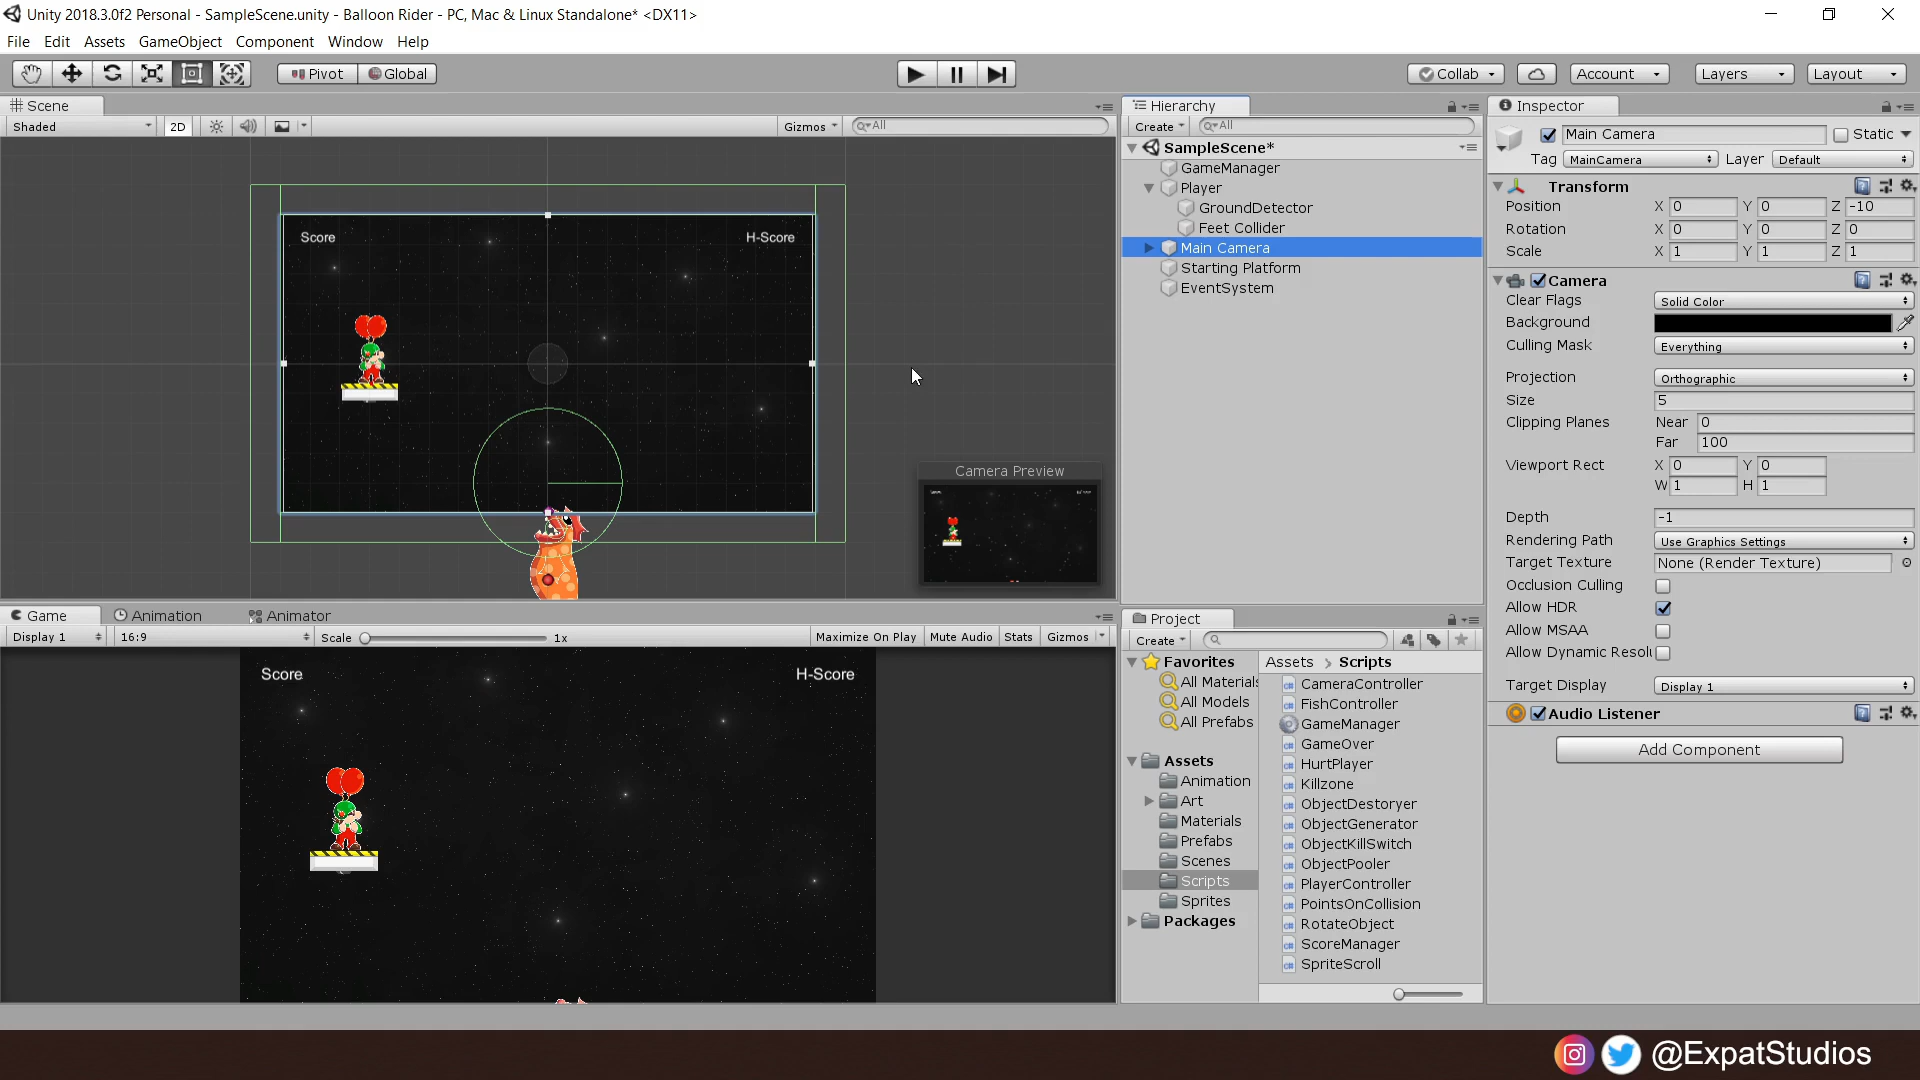 Unity 2018.3.0f2 Personal - SampleScene.unity - Balloon Rider - PC, Mac & Linux Standalone* <DX11>
File Edit Assets GameObject Component Window Help
Pivot Global Collab Account Layers Layout
Scene
Shaded 2D Gizmos All
Score H-Score
Camera Preview
Hierarchy
Create All
SampleScene*
GameManager
Player
GroundDetector
Feet Collider
Main Camera
Starting Platform
EventSystem
Inspector
Main Camera Static
Tag MainCamera Layer Default
Transform
Position X 0 Y 0 Z -10
Rotation X 0 Y 0 Z 0
Scale X 1 Y 1 Z 1
Camera
Clear Flags Solid Color
Background
Culling Mask Everything
Projection Orthographic
Size 5
Clipping Planes Near 0
Far 100
Viewport Rect X 0 Y 0
W 1 H 1
Depth -1
Rendering Path Use Graphics Settings
Target Texture None (Render Texture)
Occlusion Culling
Allow HDR
Allow MSAA
Allow Dynamic Resolu
Target Display Display 1
Audio Listener
Add Component
Game Animation Animator
Display 1 16:9 Scale 1x Maximize On Play Mute Audio Stats Gizmos
Score H-Score
Project
Create
Favorites
All Materials
All Models
All Prefabs
Assets
Animation
Art
Materials
Prefabs
Scenes
Scripts
Sprites
Packages
Assets > Scripts
CameraController
FishController
GameManager
GameOver
HurtPlayer
Killzone
ObjectDestoryer
ObjectGenerator
ObjectKillSwitch
ObjectPooler
PlayerController
PointsOnCollision
RotateObject
ScoreManager
SpriteScroll
@ExpatStudios